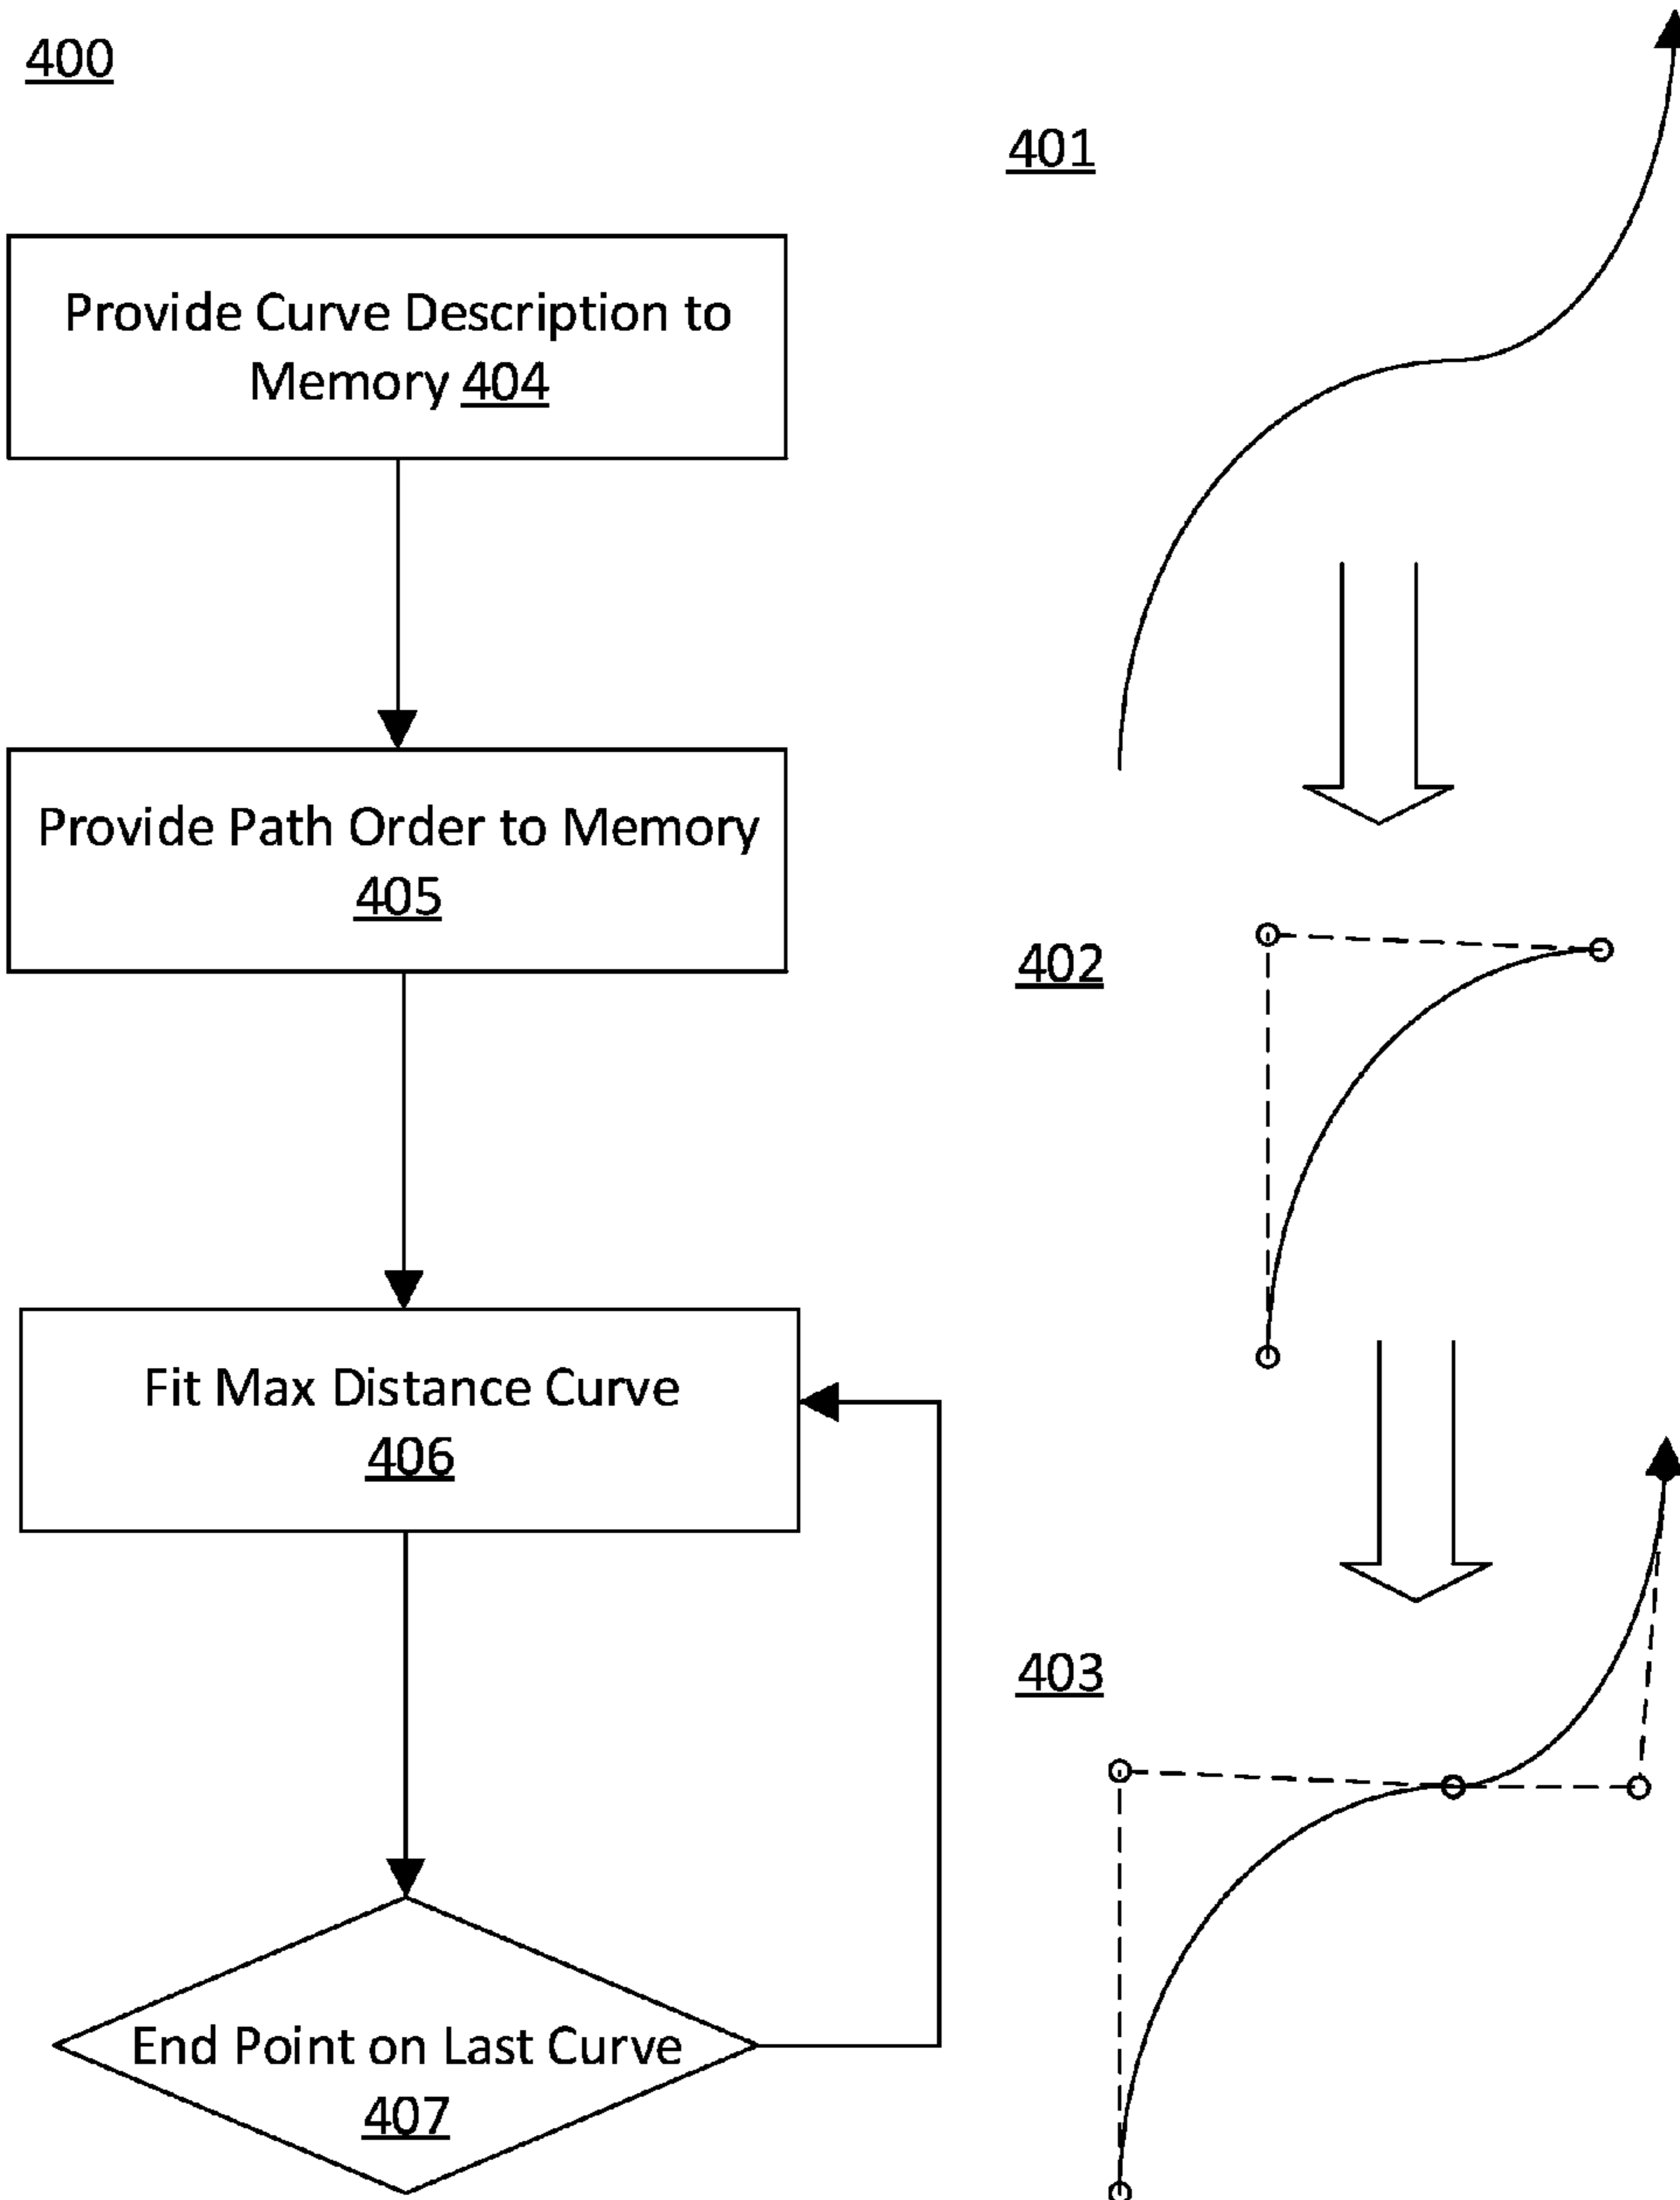 400
401
Provide Curve Description to
Memory 404
Provide Path Order to Memory
405
402
Fit Max Distance Curve
406
403
End Point on Last Curve
407